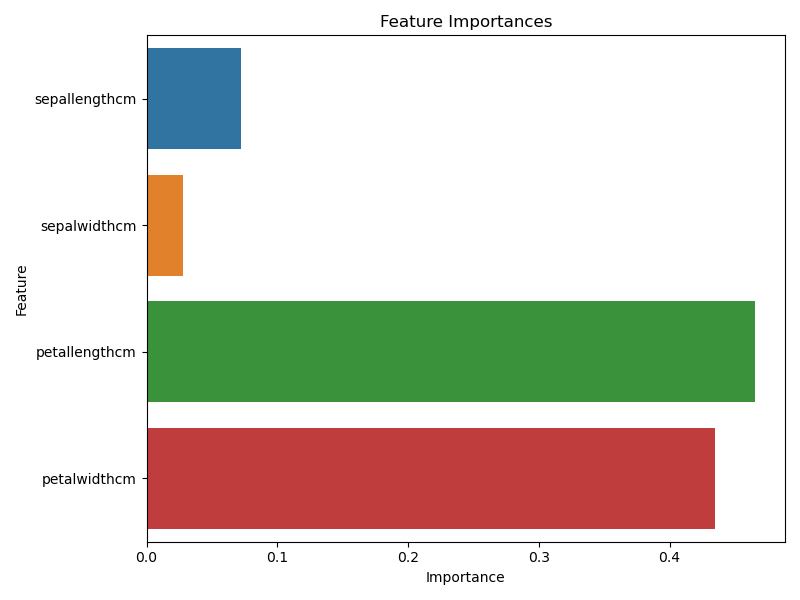 Feature Importances
sepallengthcm
sepalwidthcm
petallengthcm
petalwidthcm
Feature
0.0 0.1 0.2 0.3 0.4
Importance